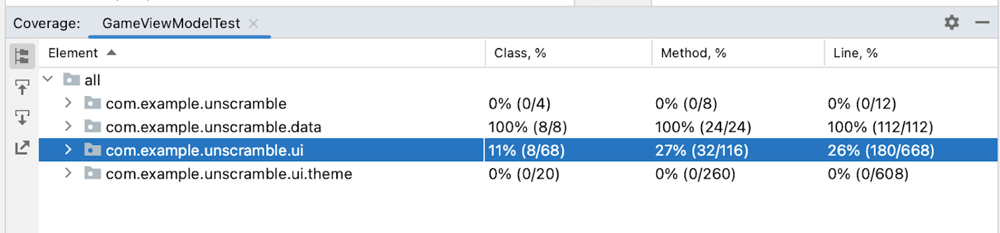 Coverage: GameViewModelTest
Element Class, % Method, % Line, %
all
com.example.unscramble 0% (0/4) 0% (0/8) 0% (0/12)
com.example.unscramble.data 100% (8/8) 100% (24/24) 100% (112/112)
com.example.unscramble.ui 11% (8/68) 27% (32/116) 26% (180/668)
com.example.unscramble.ui.theme 0% (0/20) 0% (0/260) 0% (0/608)